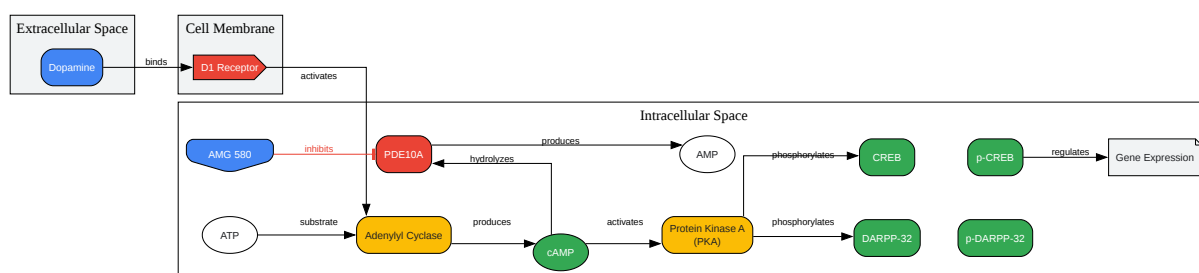 Extracellular Space
Cell Membrane
Dopamine
binds
D1 Receptor
activates
Intracellular Space
AMG 580
inhibits
PDE10A
produces
hydrolyzes
AMP
phosphorylates
CREB
p-CREB
regulates
Gene Expression
ATP
substrate
Adenylyl Cyclase
produces
cAMP
activates
Protein Kinase A
(PKA)
phosphorylates
DARPP-32
p-DARPP-32